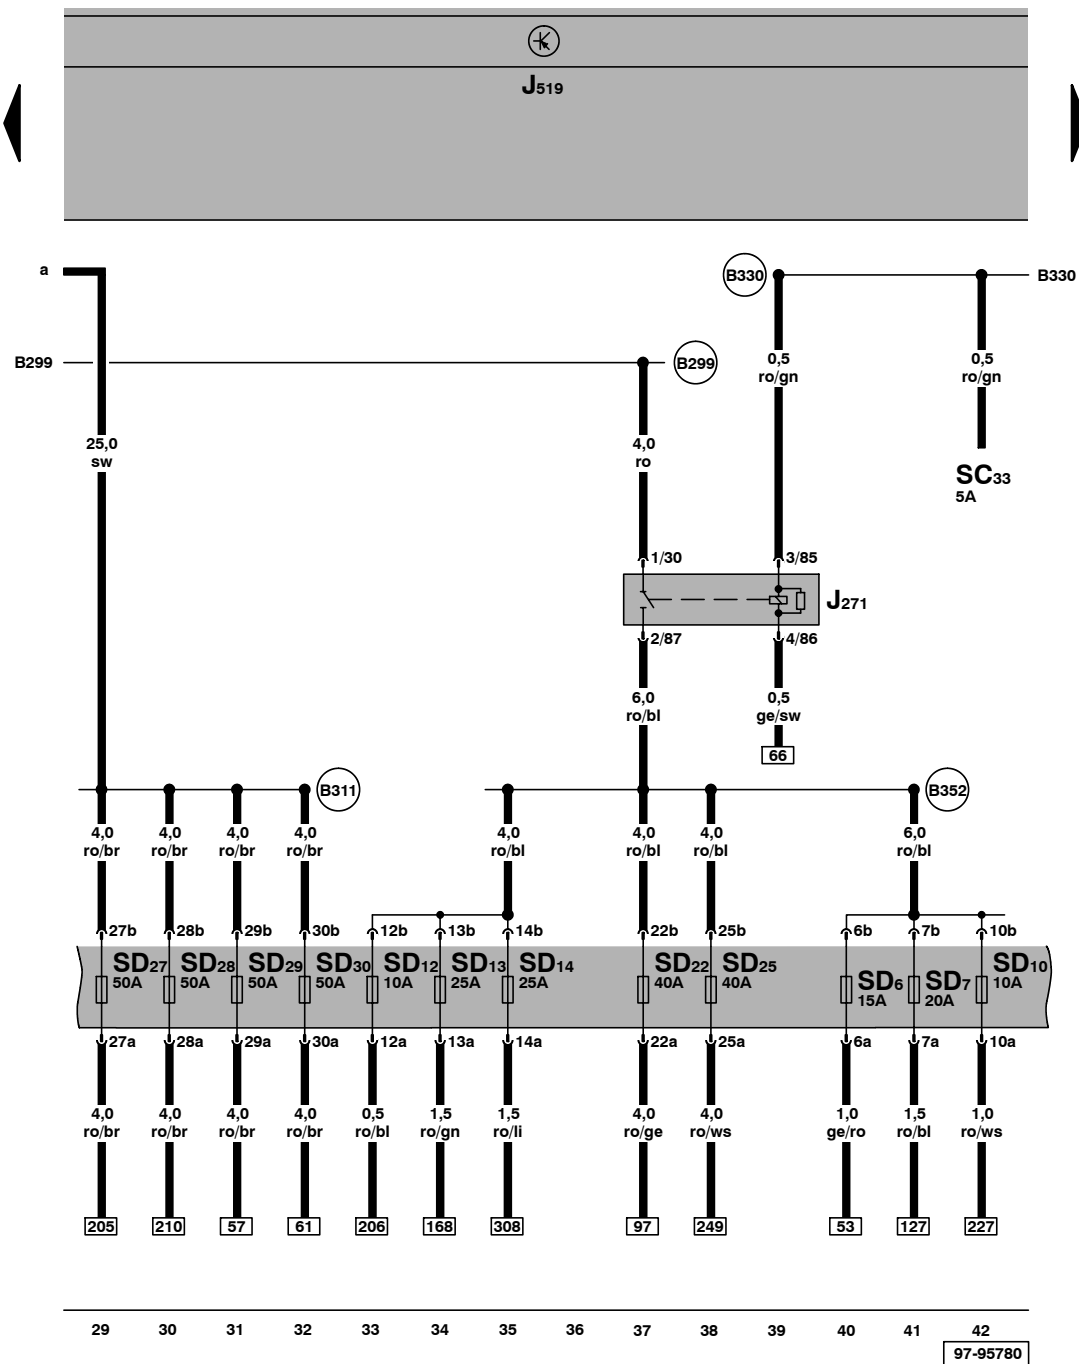 J519
a
B330
B330
B299
B299
0,5
ro/gn
0,5
ro/gn
25,0
sw
4,0
ro
SC33
5A
1/30
3/85
J271
2/87
4/86
6,0
ro/bl
0,5
ge/sw
66
B311
B352
4,0
ro/br
4,0
ro/br
4,0
ro/br
4,0
ro/br
4,0
ro/bl
4,0
ro/bl
4,0
ro/bl
6,0
ro/bl
27b 28b 29b 30b 12b 13b 14b 22b 25b 6b 7b 10b
SD27
50A
SD28
50A
SD29
50A
SD30
50A
SD12
10A
SD13
25A
SD14
25A
SD22
40A
SD25
40A
SD6
15A
SD7
20A
SD10
10A
27a 28a 29a 30a 12a 13a 14a 22a 25a 6a 7a 10a
4,0
ro/br
4,0
ro/br
4,0
ro/br
4,0
ro/br
0,5
ro/bl
1,5
ro/gn
1,5
ro/li
4,0
ro/ge
4,0
ro/ws
1,0
ge/ro
1,5
ro/bl
1,0
ro/ws
205 210 57 61 206 168 308 97 249 53 127 227
29 30 31 32 33 34 35 36 37 38 39 40 41 42
97-95780